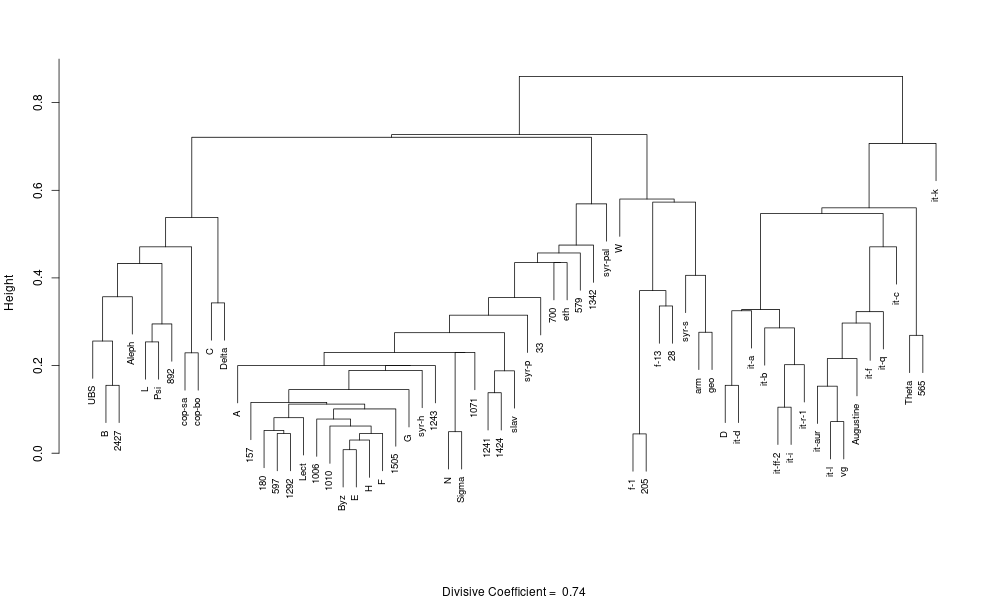 0.8
0.6
0.4
0.2
0.0
Height
UBS
B
2427
Aleph
L
Psi
892
cop-sa
cop-bo
C
Delta
A
157
180
597
1292
Lect
1006
1010
Byz
E
H
F
1505
G
syr-h
1243
N
Sigma
1071
1241
1424
slav
syr-p
33
700
eth
579
1342
syr-pal
W
f-1
205
f-13
28
syr-s
arm
geo
D
it-d
it-a
it-b
it-ff-2
it-i
it-r-1
it-aur
it-l
vg
Augustine
it-f
it-q
it-c
Theta
565
it-k
Divisive Coefficient = 0.74